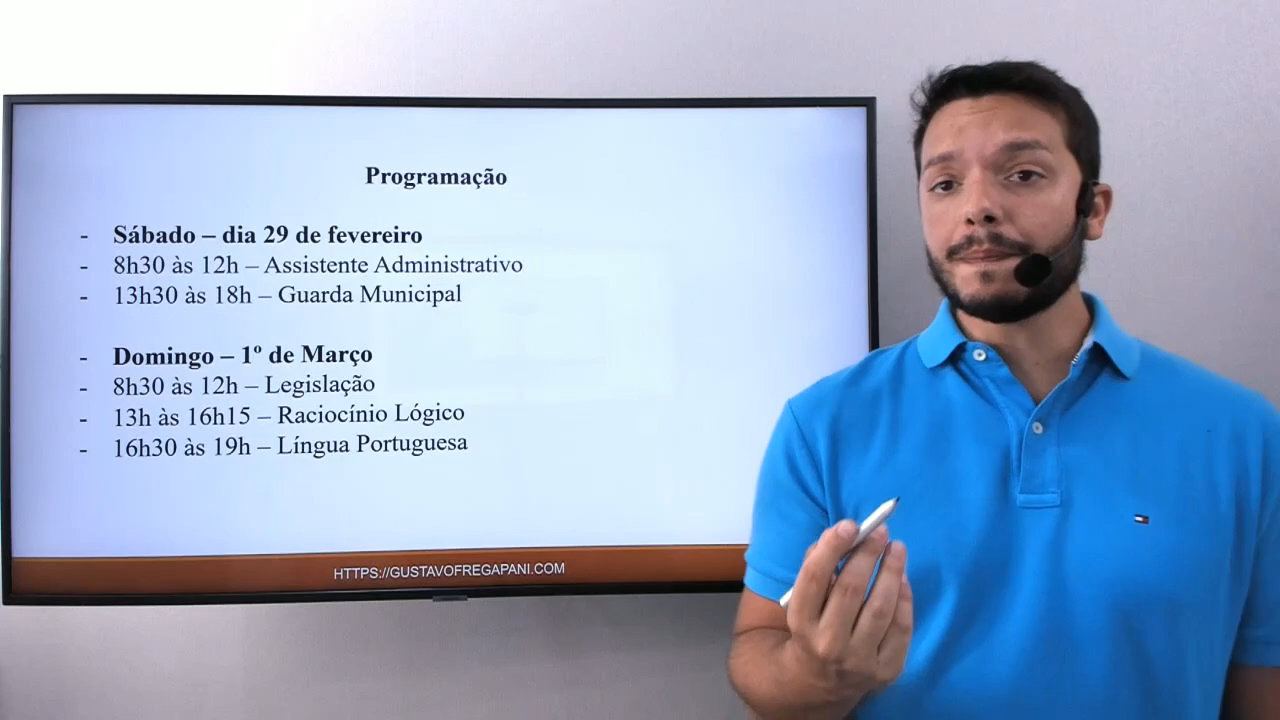 Programação
- Sábado – dia 29 de fevereiro
- 8h30 às 12h – Assistente Administrativo
- 13h30 às 18h – Guarda Municipal
- Domingo – 1º de Março
- 8h30 às 12h – Legislação
- 13h às 16h15 – Raciocínio Lógico
- 16h30 às 19h – Língua Portuguesa
HTTPS://GUSTAVOFREGAPANI.COM